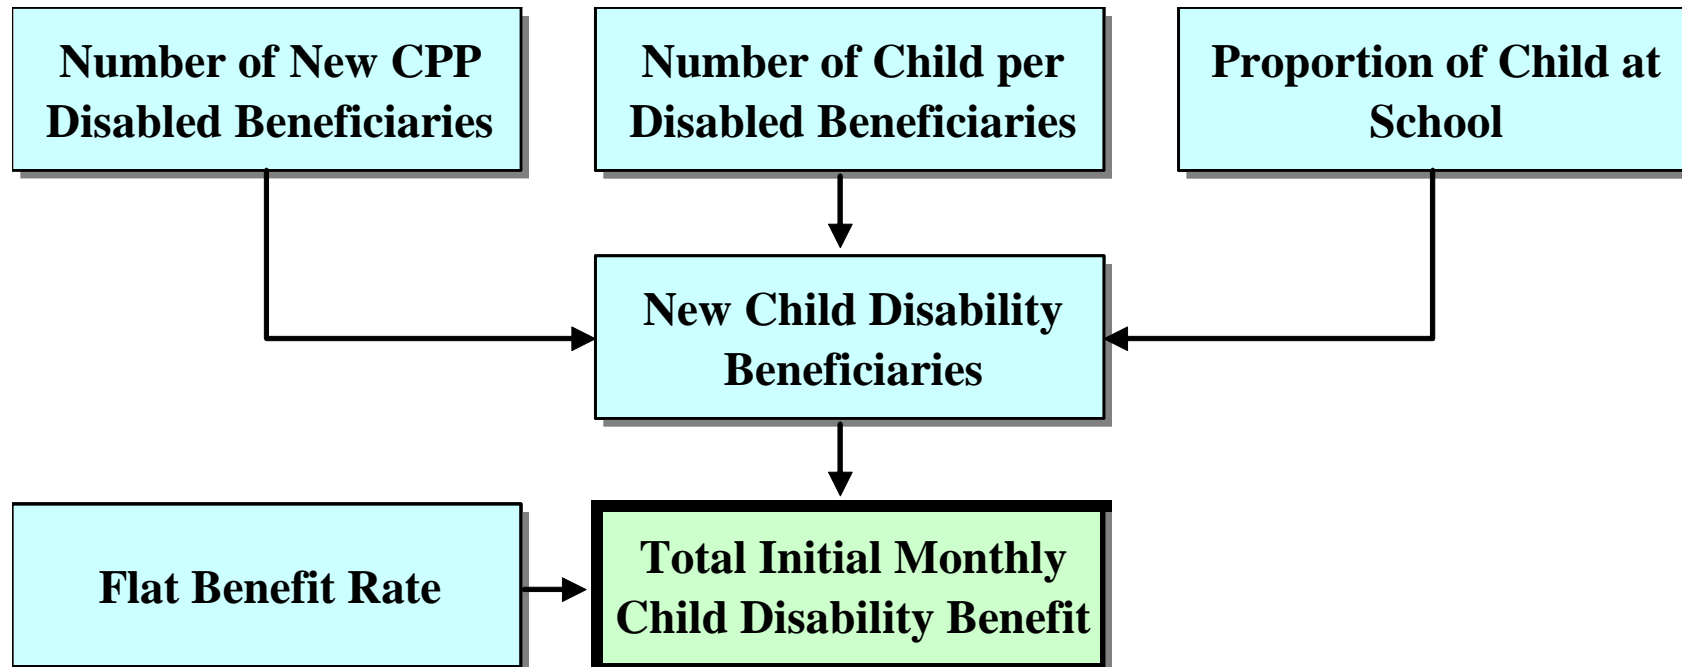 Number of New CPP
Disabled Beneficiaries
Number of Child per
Disabled Beneficiaries
Proportion of Child at
School
New Child Disability
Beneficiaries
Flat Benefit Rate
Total Initial Monthly
Child Disability Benefit